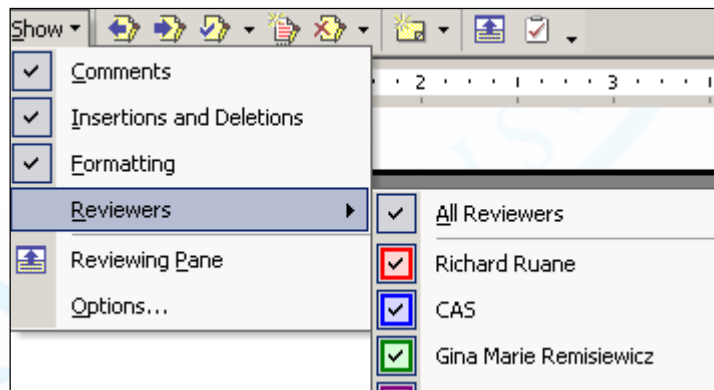 Show
Comments
Insertions and Deletions
Formatting
Reviewers
Reviewing Pane
Options...
2 3
All Reviewers
Richard Ruane
CAS
Gina Marie Remisiewicz